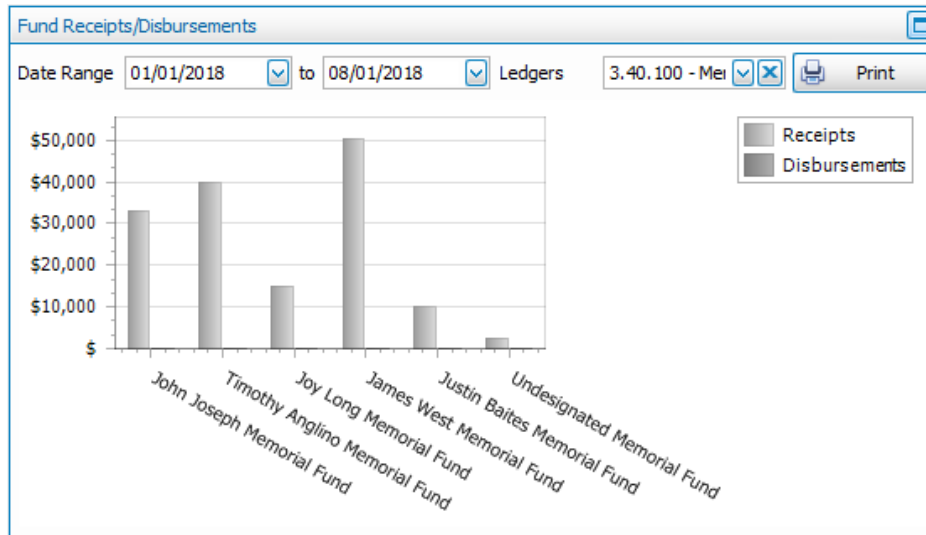 Fund Receipts/Disbursements
Date Range 01/01/2018 to 08/01/2018 Ledgers 3.40.100 - Mer Print
Receipts
Disbursements
$50,000
$40,000
$30,000
$20,000
$10,000
$
John Joseph Memorial Fund
Timothy Anglino Memorial Fund
Joy Long Memorial Fund
James West Memorial Fund
Justin Baites Memorial Fund
Undesignated Memorial Fund